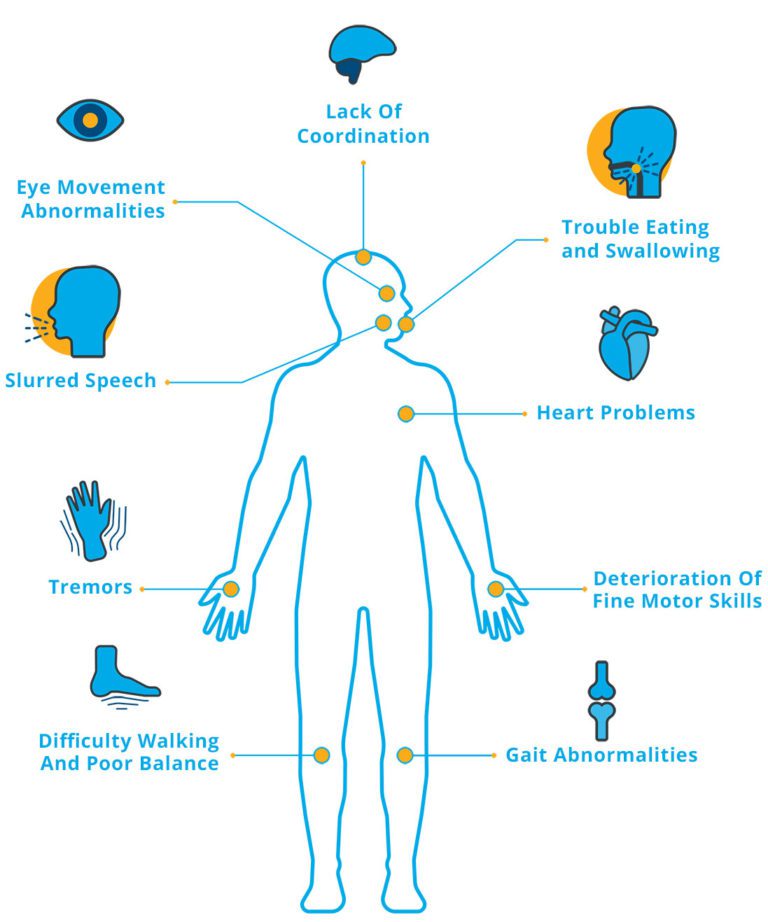 Lack Of
Coordination
Eye Movement
Abnormalities
Trouble Eating
and Swallowing
Slurred Speech
Heart Problems
Tremors
Deterioration Of
Fine Motor Skills
Difficulty Walking
And Poor Balance
Gait Abnormalities